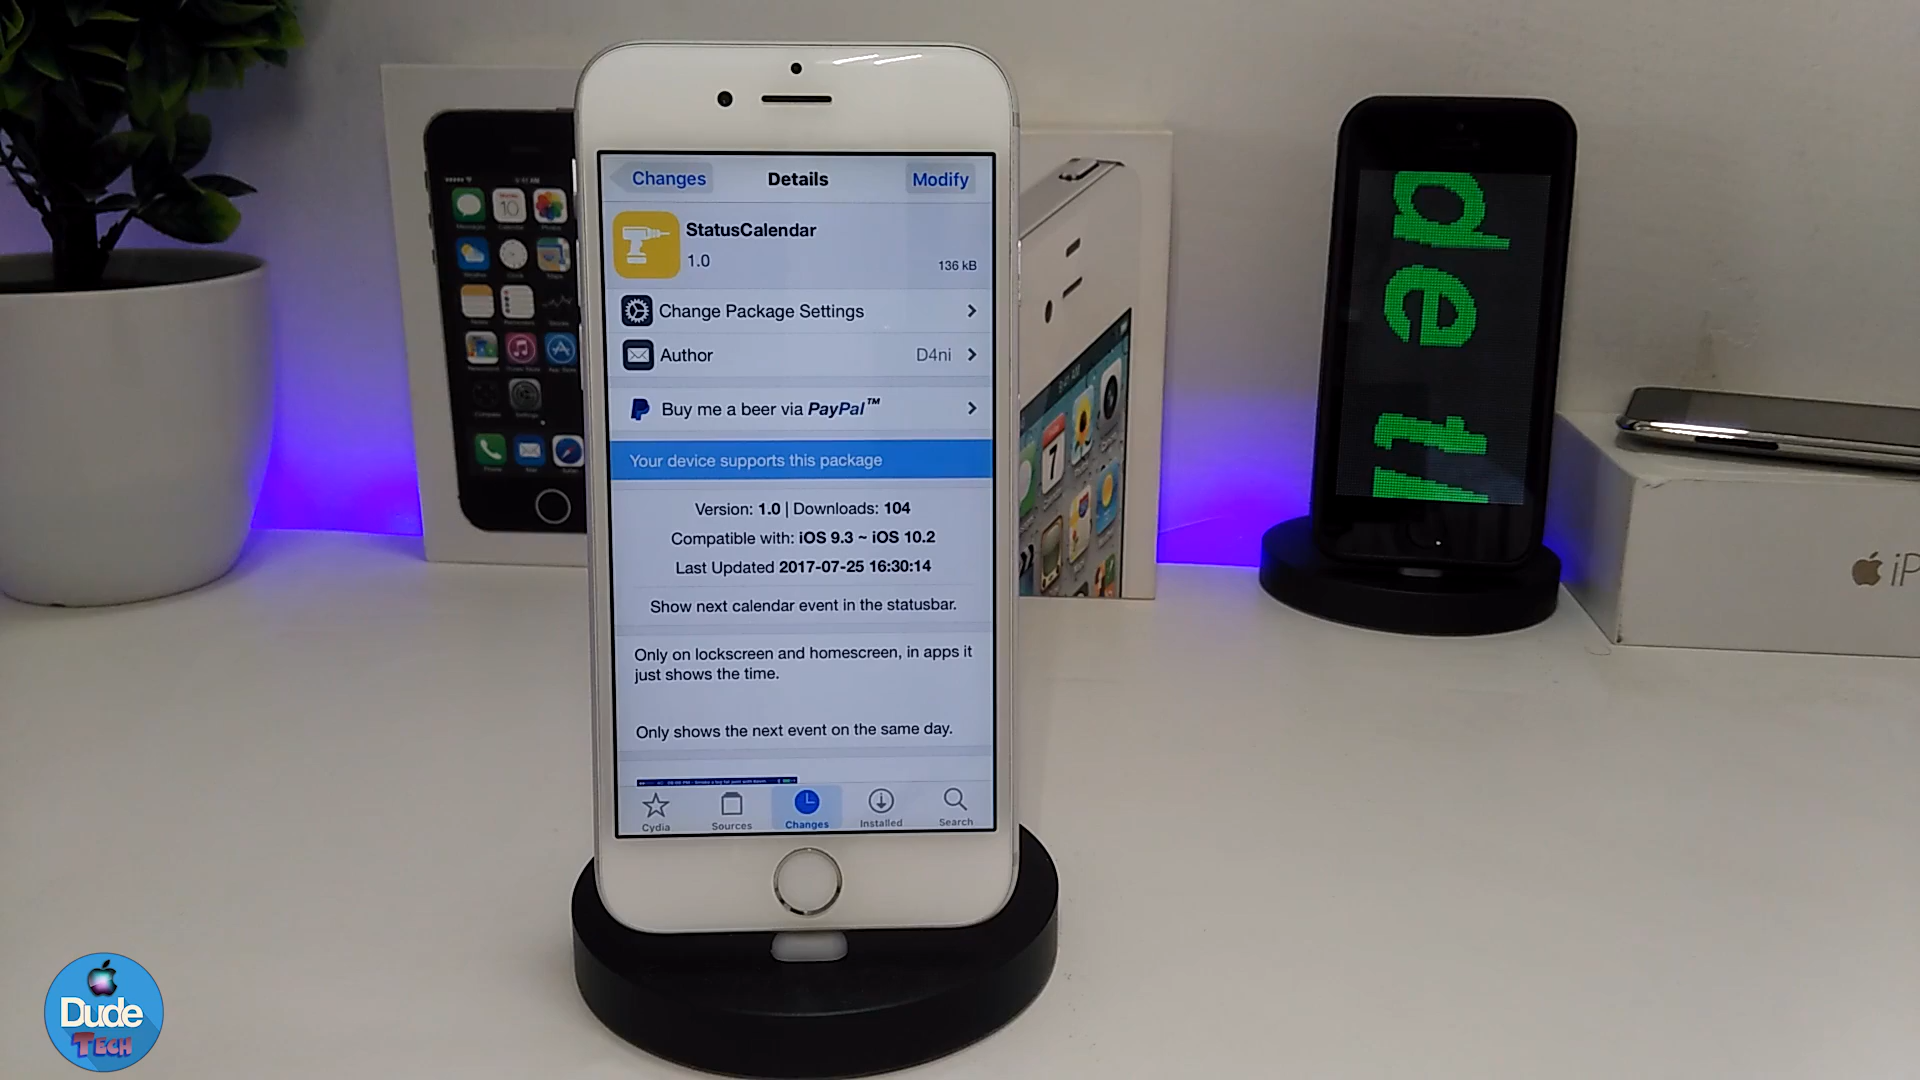 Changes
Details
Modify
StatusCalendar
1.0
136 kB
Change Package Settings
Author
D4ni
Buy me a beer via PayPal™
Your device supports this package
Version: 1.0 | Downloads: 104
Compatible with: iOS 9.3 ~ iOS 10.2
Last Updated 2017-07-25 16:30:14
Show next calendar event in the statusbar.
Only on lockscreen and homescreen, in apps it
just shows the time.
Only shows the next event on the same day.
Cydia
Sources
Changes
Installed
Search
de
iP
10
7
Dude
Tech